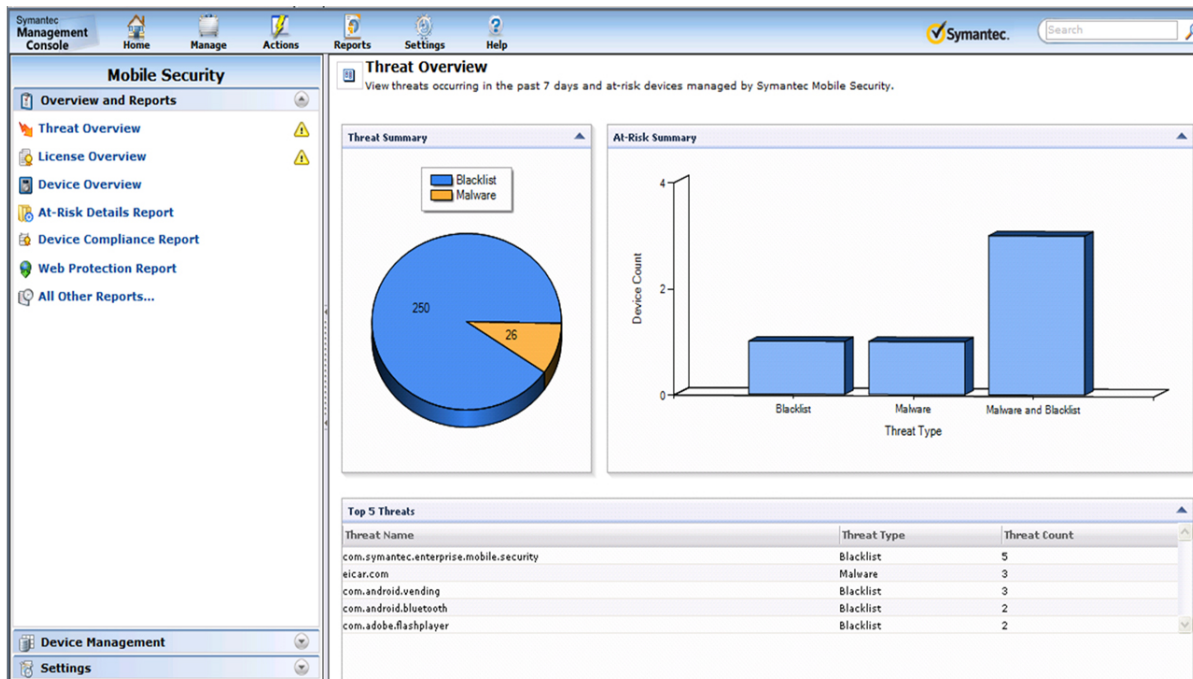 Symantec
Management
Console
Home
Manage
Actions
Reports
Settings
Help
Symantec.
Search
Mobile Security
Overview and Reports
Threat Overview
License Overview
Device Overview
At-Risk Details Report
Device Compliance Report
Web Protection Report
All Other Reports...
Device Management
Settings
Threat Overview
View threats occurring in the past 7 days and at-risk devices managed by Symantec Mobile Security.
Threat Summary
Blacklist
Malware
250
26
At-Risk Summary
4
2
0
Device Count
Blacklist Malware Malware and Blacklist
Threat Type
Top 5 Threats
Threat Name Threat Type Threat Count
com.symantec.enterprise.mobile.security Blacklist 5
eicar.com Malware 3
com.android.vending Blacklist 3
com.android.bluetooth Blacklist 2
com.adobe.flashplayer Blacklist 2